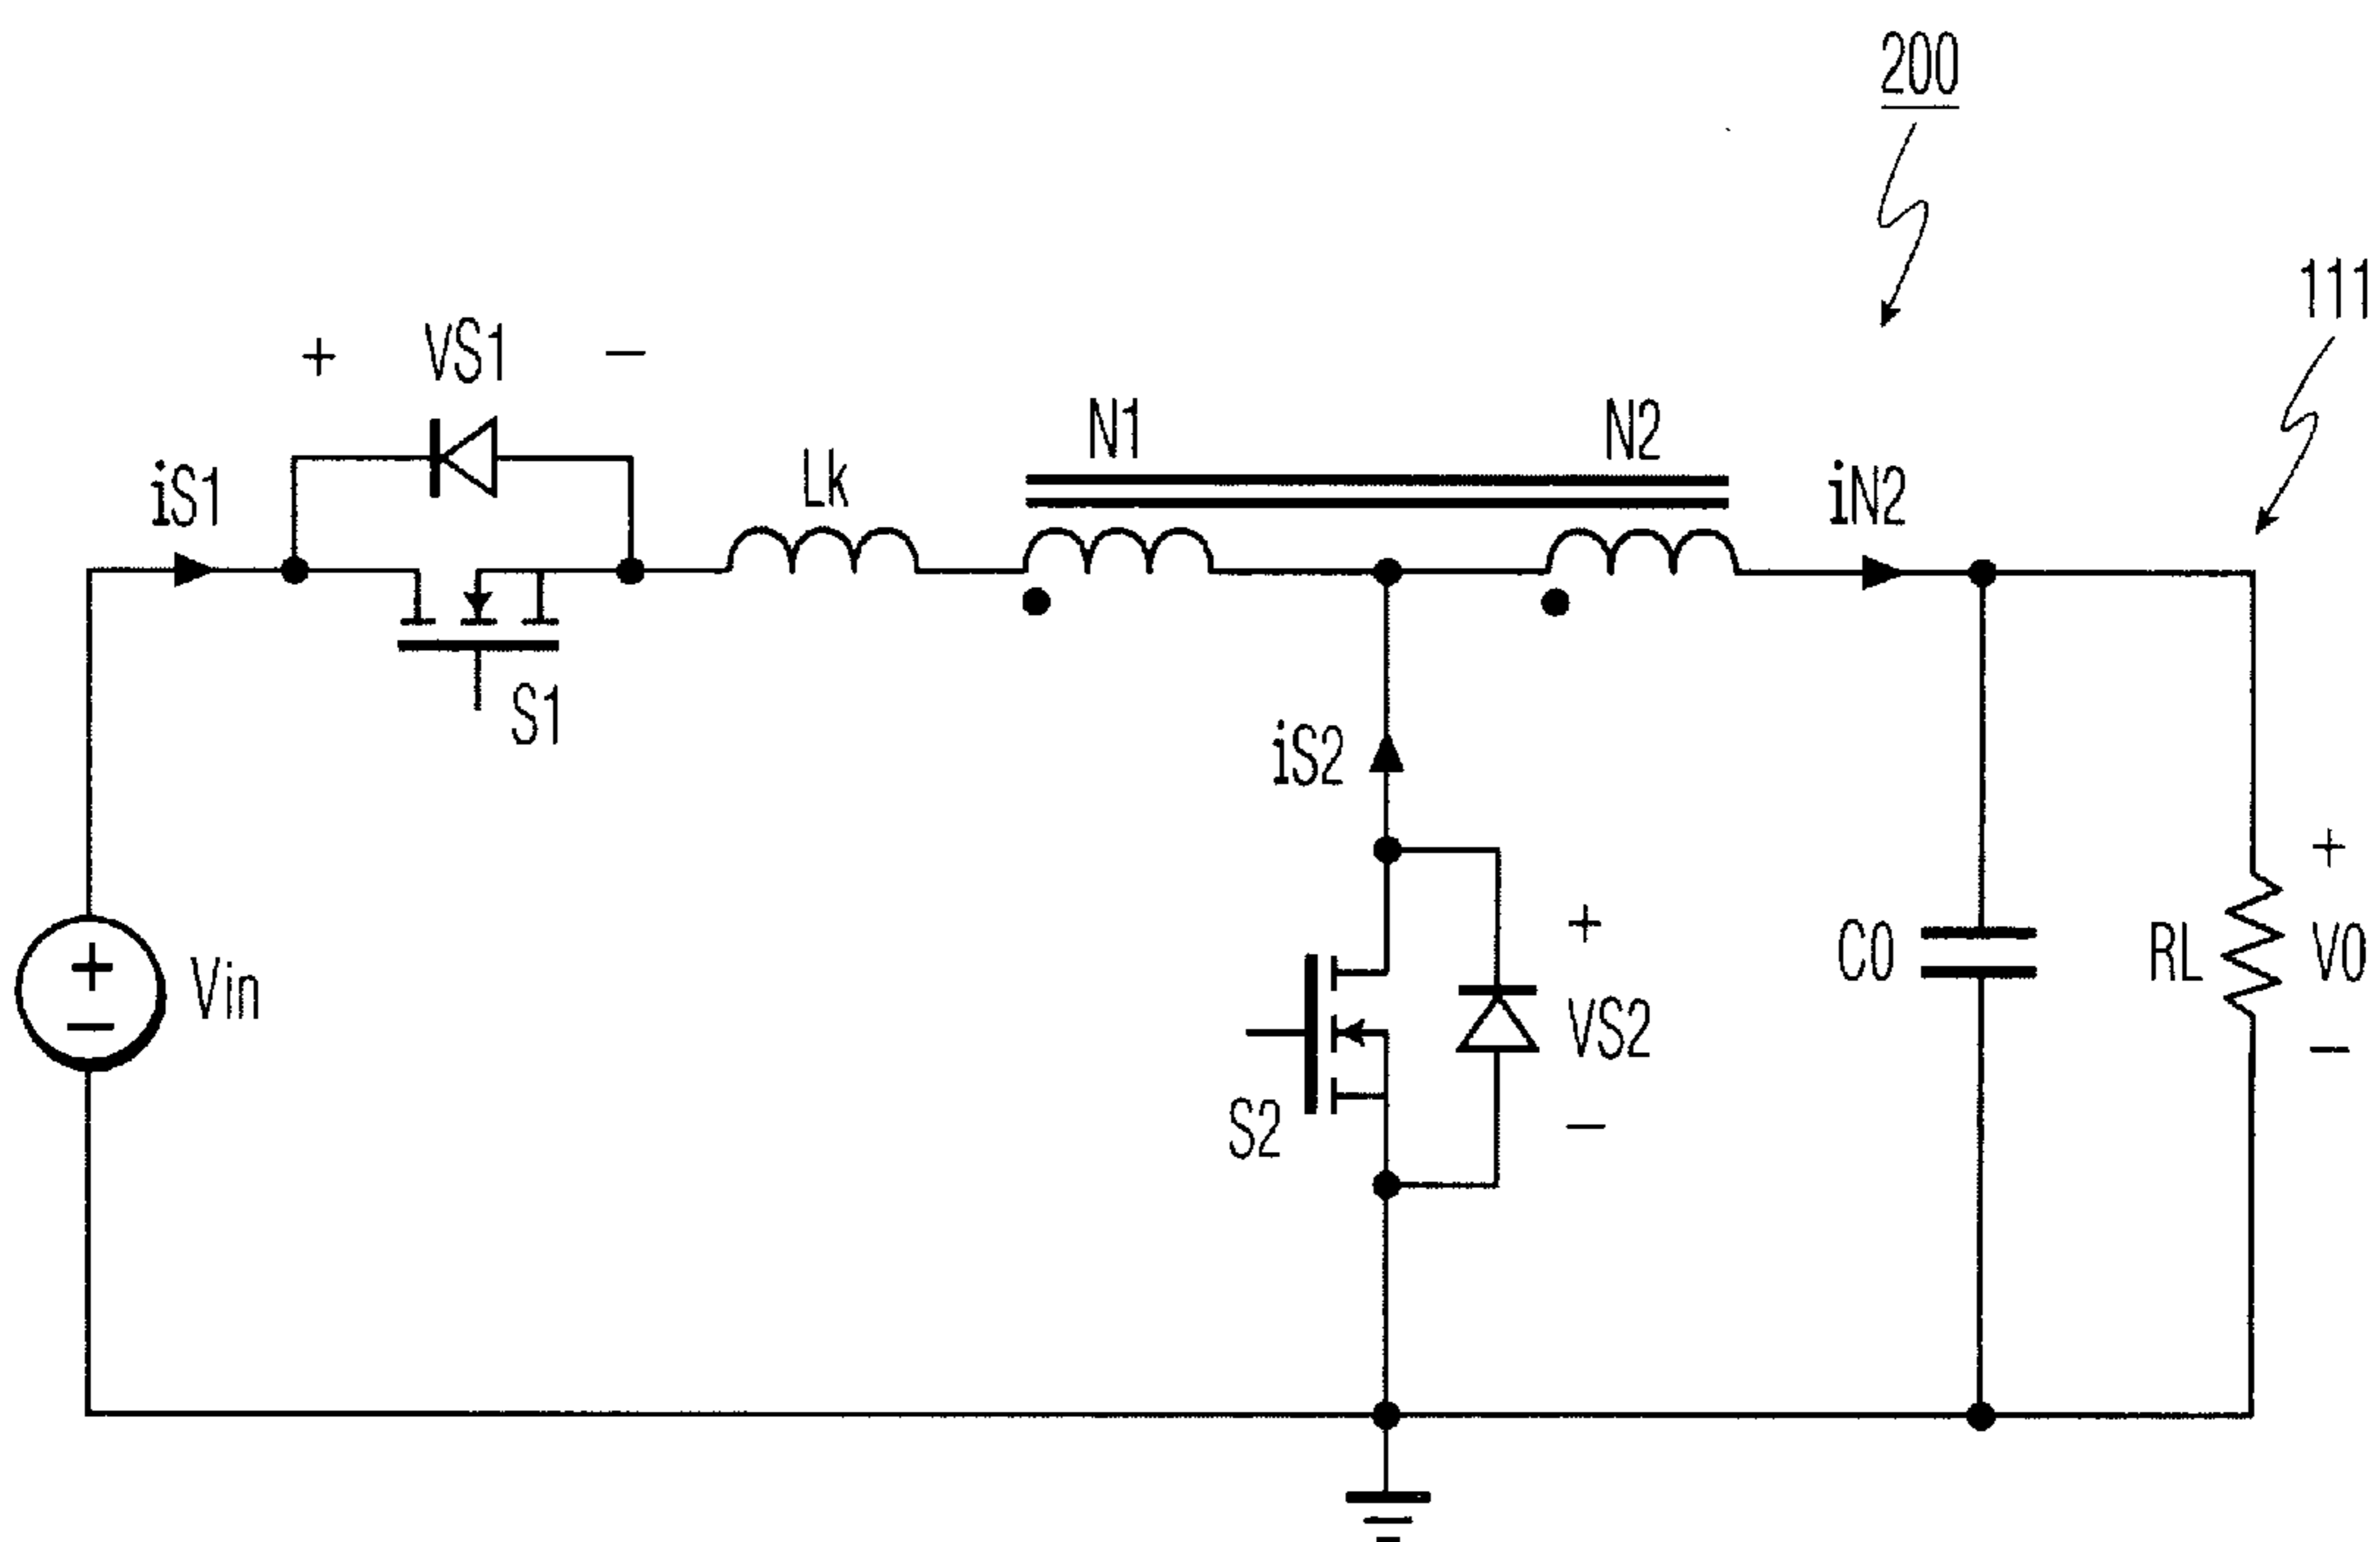 200
111
+ VS1 −
iS1
Lk
N1
N2
iN2
S1
iS2
+
−
Vin
S2
+
VS2
−
C0
RL
+
V0
−